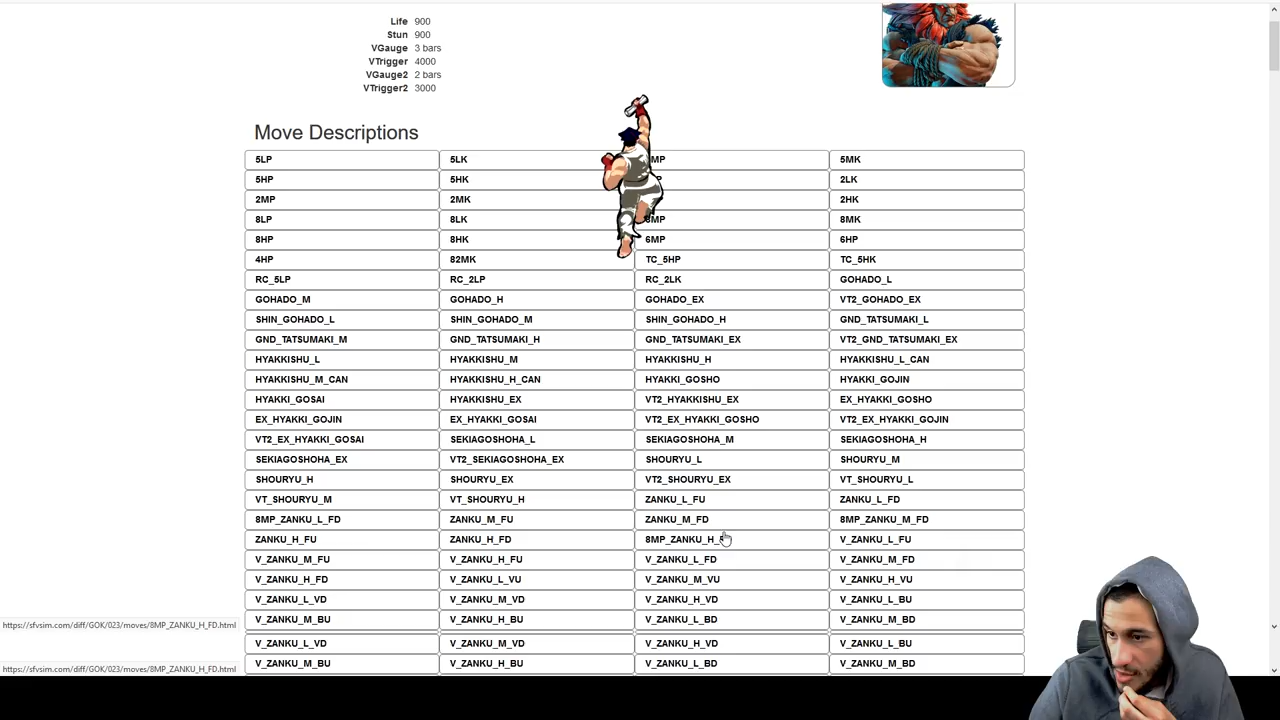 Life 900
Stun 900
VGauge 3 bars
VTrigger 4000
VGauge2 2 bars
VTrigger2 3000
Move Descriptions
5LP 5LK MP 5MK
5HP 5HK 2LK
2MP 2MK 2HK
8LP 8LK 8MP 8MK
8HP 8HK 6MP 6HP
4HP 82MK TC_5HP TC_5HK
RC_5LP RC_2LP RC_2LK GOHADO_L
GOHADO_M GOHADO_H GOHADO_EX VT2_GOHADO_EX
SHIN_GOHADO_L SHIN_GOHADO_M SHIN_GOHADO_H GND_TATSUMAKI_L
GND_TATSUMAKI_M GND_TATSUMAKI_H GND_TATSUMAKI_EX VT2_GND_TATSUMAKI_EX
HYAKKISHU_L HYAKKISHU_M HYAKKISHU_H HYAKKISHU_L_CAN
HYAKKISHU_M_CAN HYAKKISHU_H_CAN HYAKKI_GOSHO HYAKKI_GOJIN
HYAKKI_GOSAI HYAKKISHU_EX VT2_HYAKKISHU_EX EX_HYAKKI_GOSHO
EX_HYAKKI_GOJIN EX_HYAKKI_GOSAI VT2_EX_HYAKKI_GOSHO VT2_EX_HYAKKI_GOJIN
VT2_EX_HYAKKI_GOSAI SEKIAGOSHOHA_L SEKIAGOSHOHA_M SEKIAGOSHOHA_H
SEKIAGOSHOHA_EX VT2_SEKIAGOSHOHA_EX SHOURYU_L SHOURYU_M
SHOURYU_H SHOURYU_EX VT2_SHOURYU_EX VT_SHOURYU_L
VT_SHOURYU_M VT_SHOURYU_H ZANKU_L_FU ZANKU_L_FD
8MP_ZANKU_L_FD ZANKU_M_FU ZANKU_M_FD 8MP_ZANKU_M_FD
ZANKU_H_FU ZANKU_H_FD 8MP_ZANKU_H_ V_ZANKU_L_FU
V_ZANKU_M_FU V_ZANKU_H_FU V_ZANKU_L_FD V_ZANKU_M_FD
V_ZANKU_H_FD V_ZANKU_L_VU V_ZANKU_M_VU V_ZANKU_H_VU
V_ZANKU_L_VD V_ZANKU_M_VD V_ZANKU_H_VD V_ZANKU_L_BU
V_ZANKU_M_BU V_ZANKU_H_BU V_ZANKU_L_BD V_ZANKU_M_BD
https://sfvsim.com/diff/GOK/023/moves/8MP_ZANKU_H_FD.html
V_ZANKU_L_VD V_ZANKU_M_VD V_ZANKU_H_VD V_ZANKU_L_BU
V_ZANKU_M_BU V_ZANKU_H_BU V_ZANKU_L_BD V_ZANKU_M_BD
https://sfvsim.com/diff/GOK/023/moves/8MP_ZANKU_H_FD.html